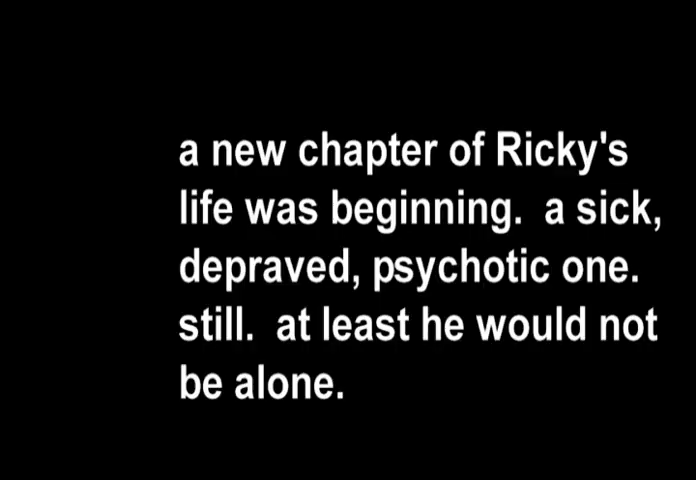 a new chapter of Ricky's
life was beginning.  a sick,
depraved, psychotic one.
still.  at least he would not
be alone.